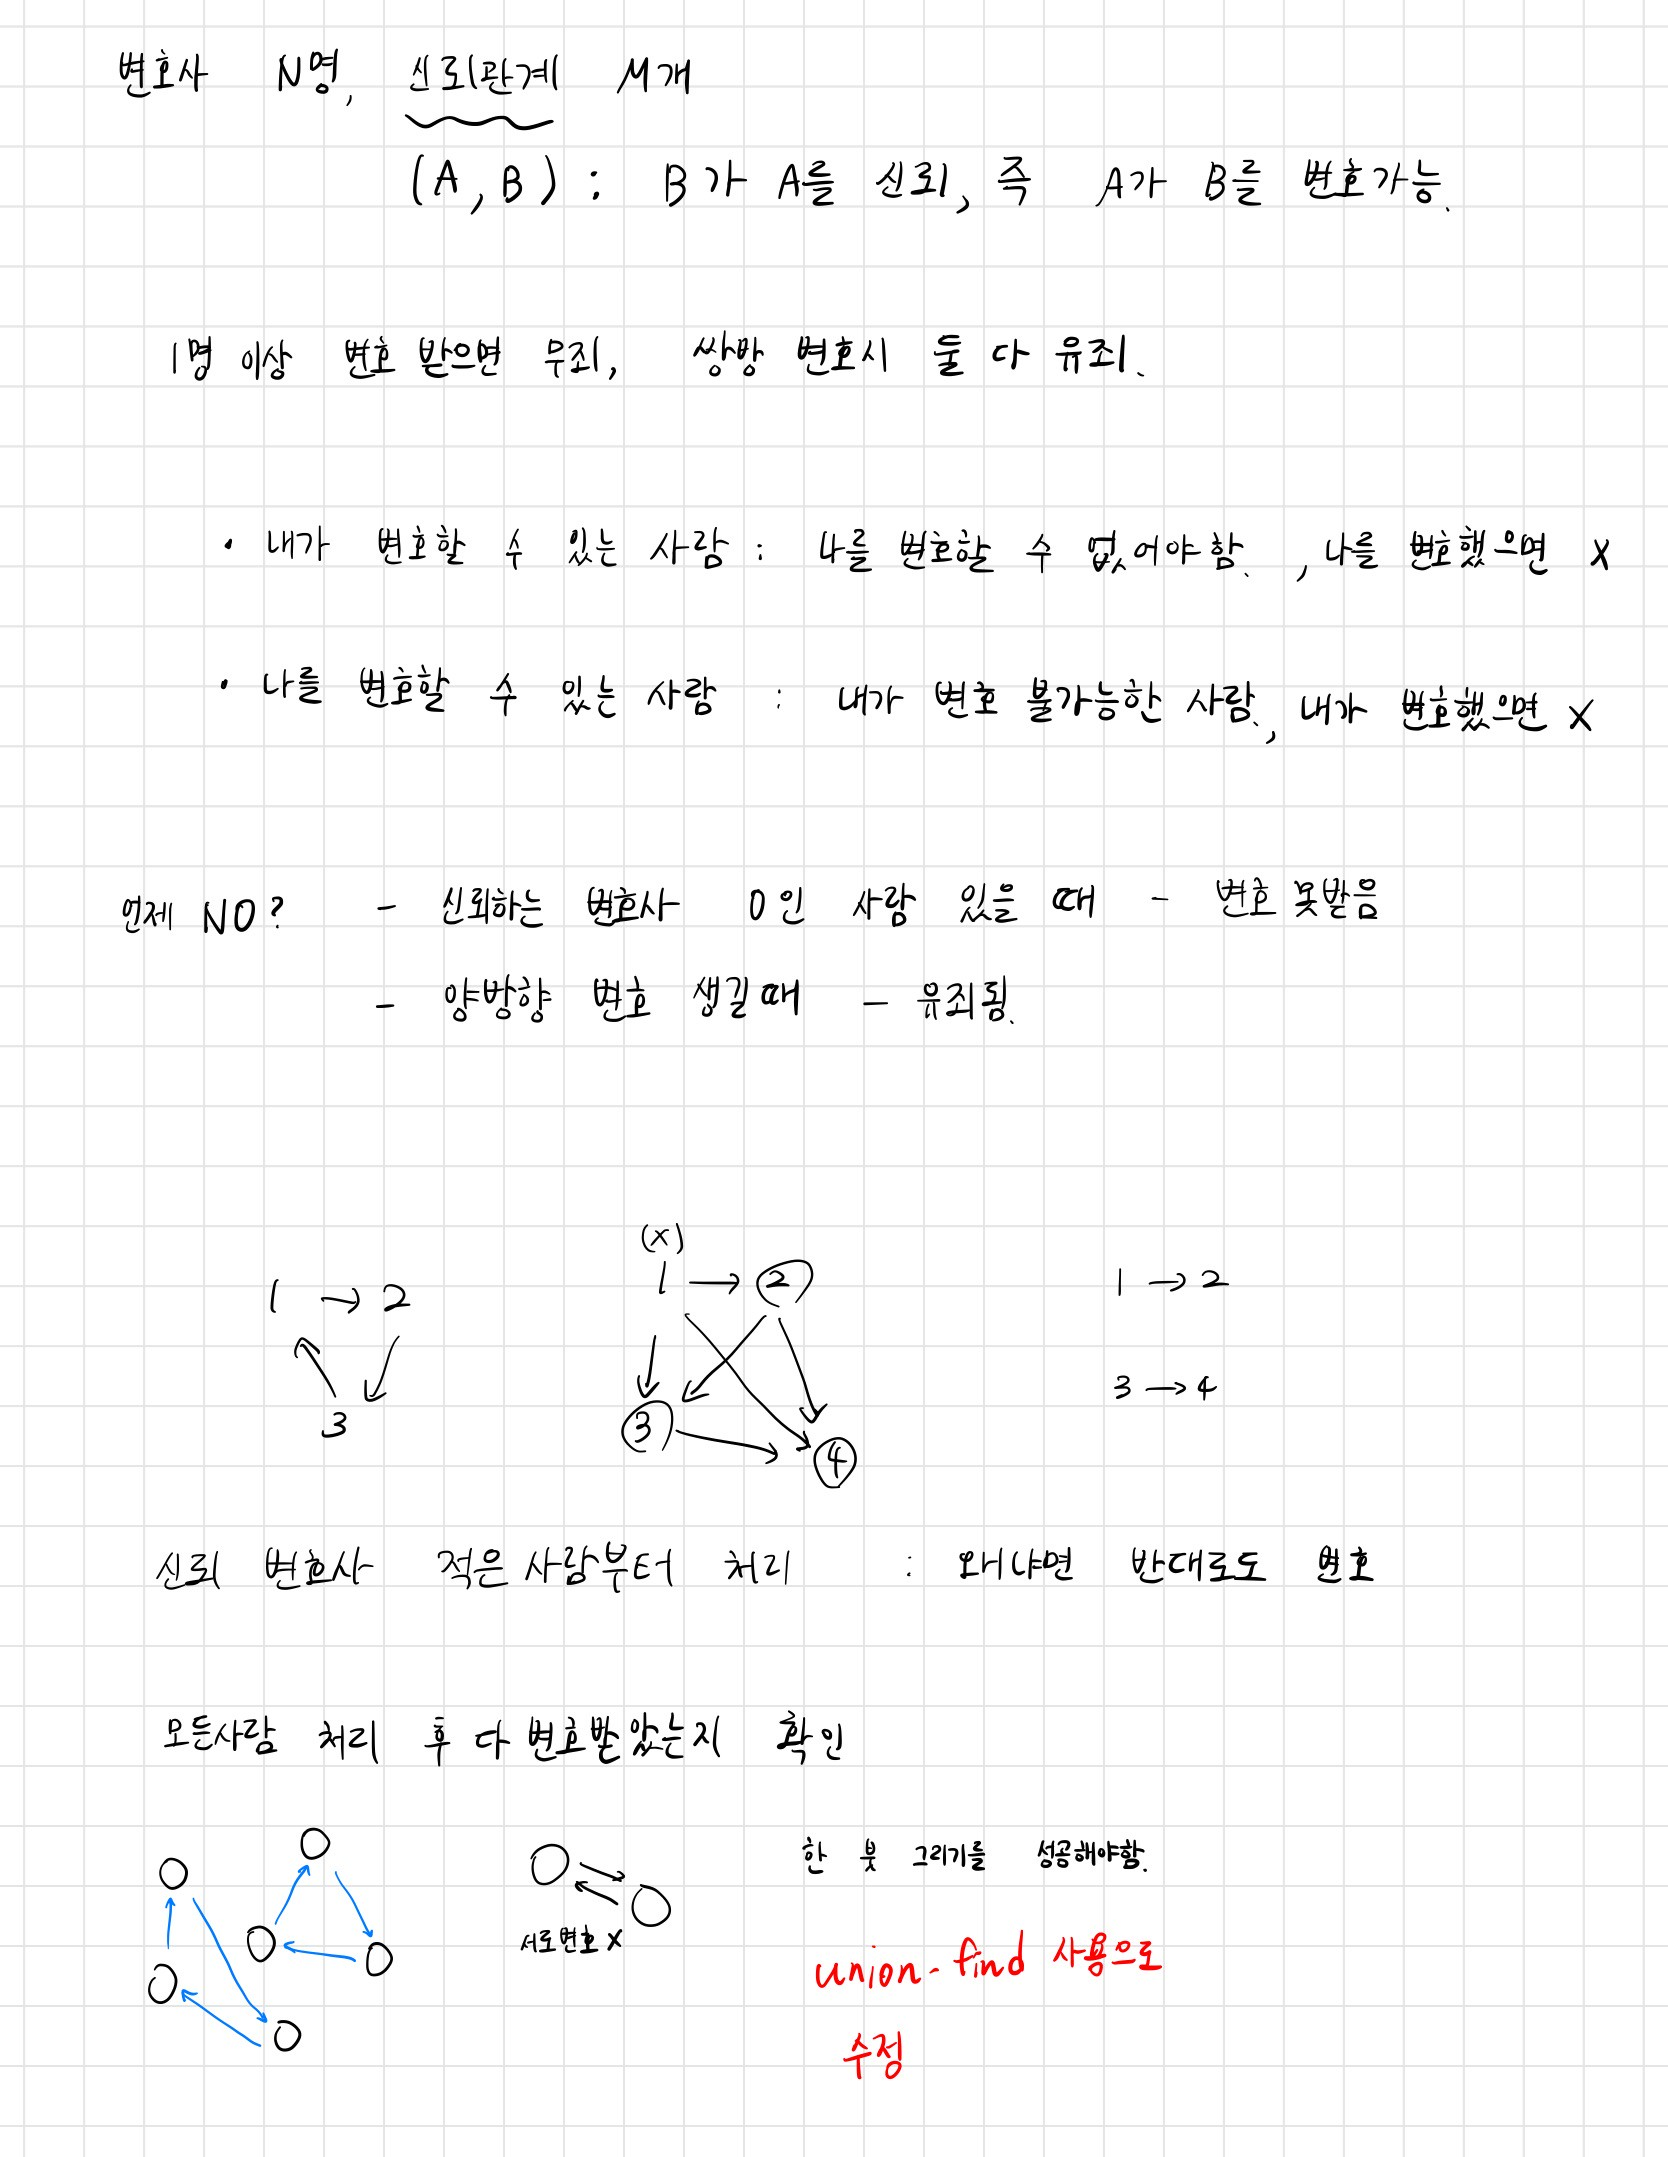 변호사 N명, 신뢰관계 M개
(A, B) : B가 A를 신뢰, 즉 A가 B를 변호가능.
1명 이상 변호 받으면 무죄, 쌍방 변호시 둘 다 유죄.
· 내가 변호할 수 있는 사람 : 나를 변호할 수 없어야 함. , 나를 변호했으면 X
· 나를 변호할 수 있는 사람 : 내가 변호 불가능한 사람., 내가 변호했으면 X
언제 NO? - 신뢰하는 변호사 0인 사람 있을 때 - 변호 못받음
- 양방향 변호 생길때 - 유죄됨.
(x)
1 → 2
3
1 → 2
3
4
1 → 2
3 → 4
신뢰 변호사 적은 사람부터 처리 : 왜냐면 반대로도 변호
모든사람 처리 후 다 변호받았는지 확인
서로변호 X
한 붓 그리기를 성공해야함.
union-find 사용으로
수정